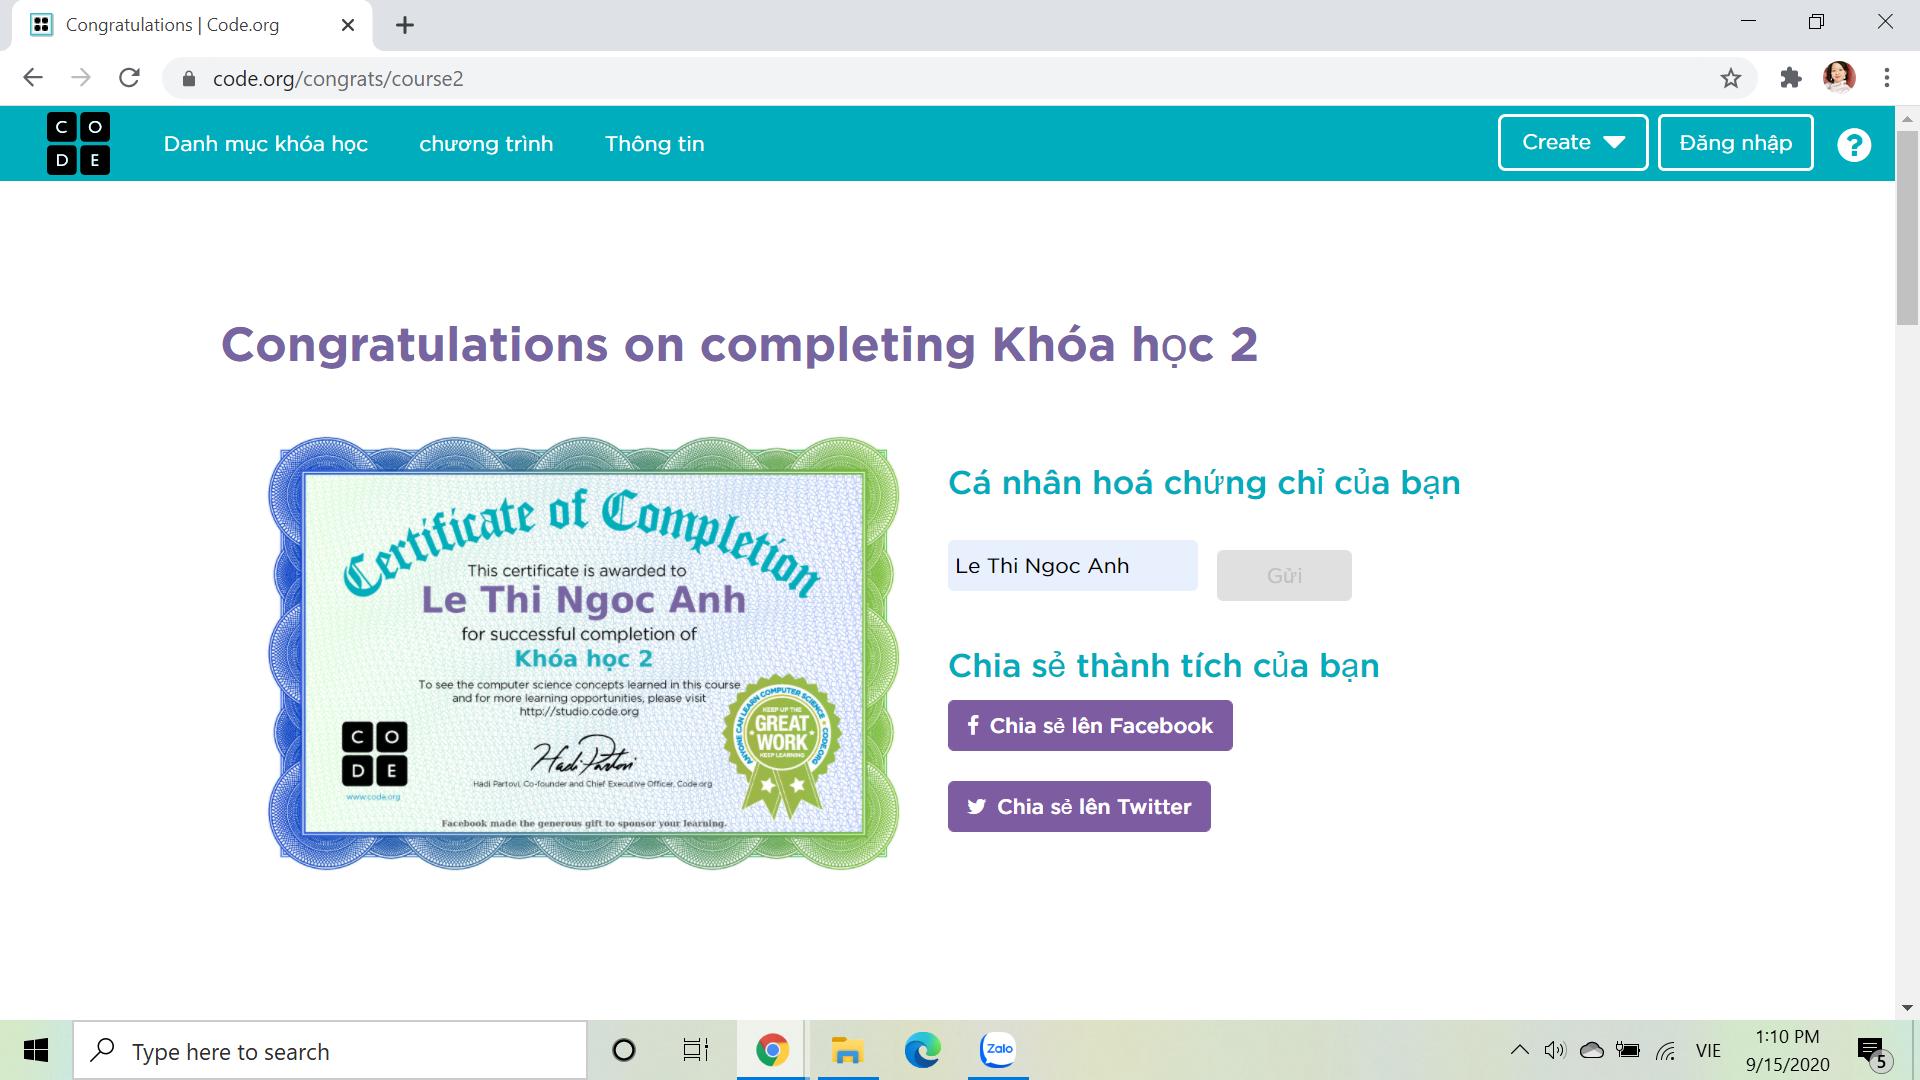 Congratulations | Code.org
code.org/congrats/course2
C O
D E
Danh mục khóa học
chương trình
Thông tin
Create
Đăng nhập
?
Congratulations on completing Khóa học 2
Certificate of Completion
This certificate is awarded to
Le Thi Ngoc Anh
for successful completion of
Khóa học 2
To see the computer science concepts learned in this course
and for more learning opportunities, please visit
http://studio.code.org
C O
D E
www.code.org
Hadi Partovi
Hadi Partovi, Co-founder and Chief Executive Officer, Code.org
ANYONE CAN LEARN COMPUTER SCIENCE
CODE.ORG
KEEP UP THE
GREAT
WORK
KEEP LEARNING
Facebook made the generous gift to sponsor your learning.
Cá nhân hoá chứng chỉ của bạn
Le Thi Ngoc Anh
Gửi
Chia sẻ thành tích của bạn
f Chia sẻ lên Facebook
Chia sẻ lên Twitter
Type here to search
Zalo
VIE
1:10 PM
9/15/2020
5